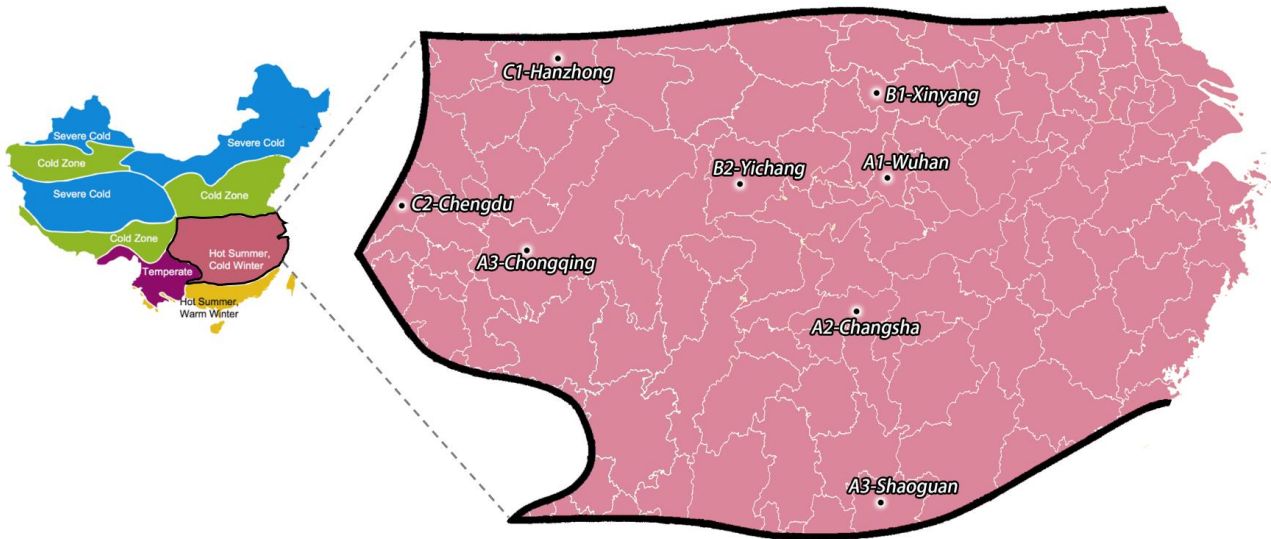 Severe Cold
Severe Cold
Cold Zone
Severe Cold
Cold Zone
Cold Zone
Hot Summer,
Cold Winter
Temperate
Hot Summer,
Warm Winter
C1-Hanzhong
B1-Xinyang
B2-Yichang
A1-Wuhan
C2-Chengdu
A3-Chongqing
A2-Changsha
A3-Shaoguan